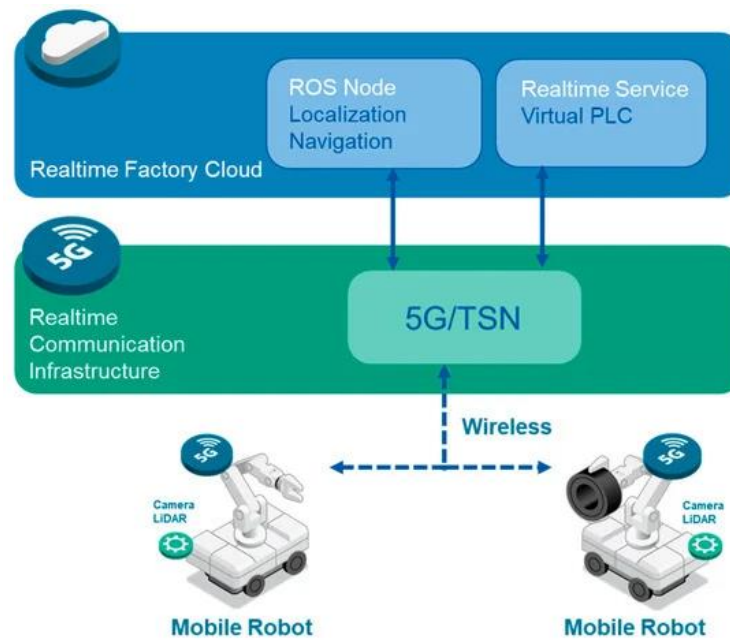 ROS Node
Localization
Navigation
Realtime Service
Virtual PLC
Realtime Factory Cloud
5G
Realtime
Communication
Infrastructure
5G/TSN
Wireless
5G
Camera
LiDAR
Mobile Robot
5G
Camera
LiDAR
Mobile Robot